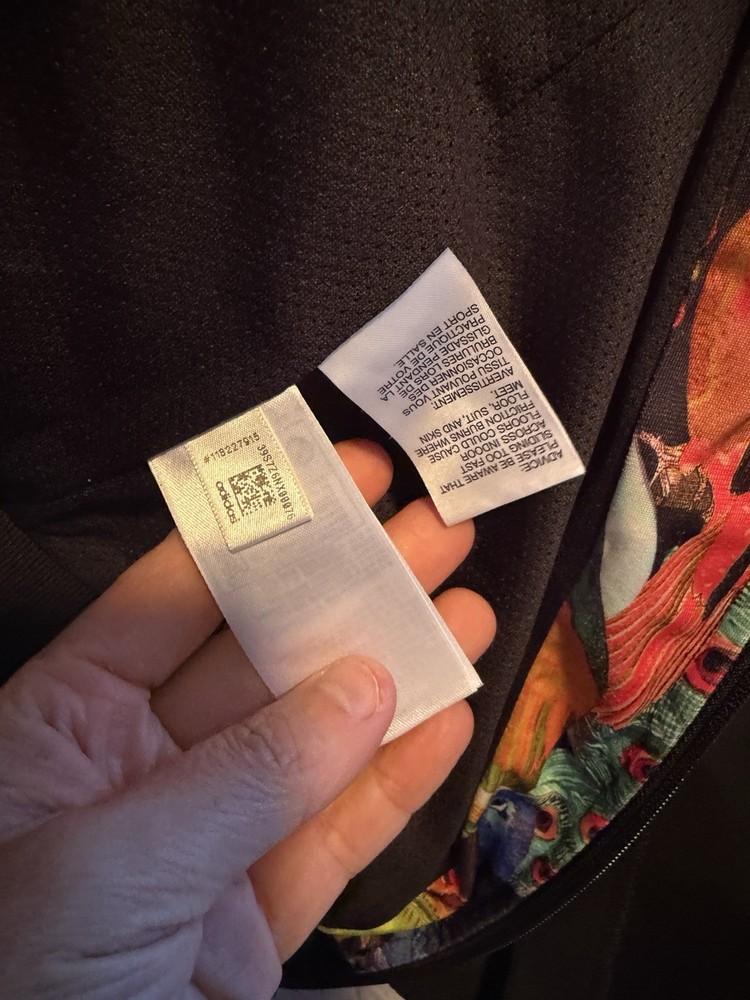 #118227915
39S7Z6NX00076
adidas
ADVICE:
PLEASE BE AWARE THAT
SLIDING TOO FAST
ACROSS INDOOR
FLOORS COULD CAUSE
FRICTION BURNS WHERE
FLOOR, SUIT, AND SKIN
MEET.
AVERTISSEMENT:
TISSU POUVANT VOUS
OCCASIONNER DES
BRULURES LORS DE
GLISSADE PENDANT LA
PRACTIQUE DE VOTRE
SPORT EN SALLE.